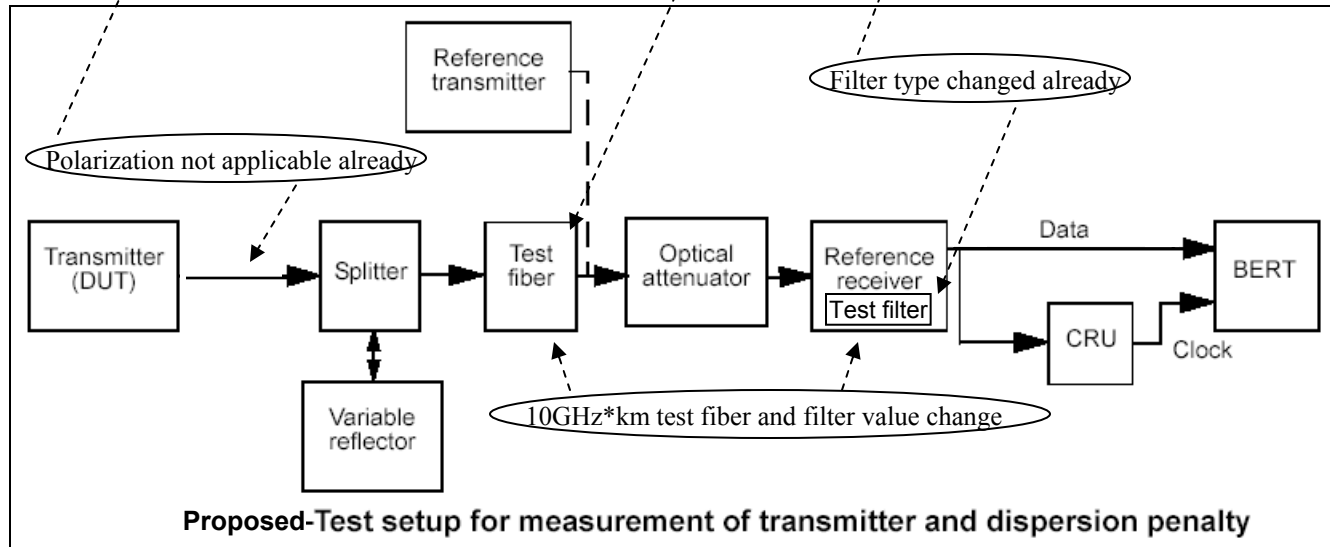 Reference
transmitter
Filter type changed already
Polarization not applicable already
Transmitter
(DUT)
Splitter
Test
fiber
Optical
attenuator
Reference
receiver
Test filter
Data
BERT
CRU
Clock
Variable
reflector
10GHz*km test fiber and filter value change
Proposed-Test setup for measurement of transmitter and dispersion penalty